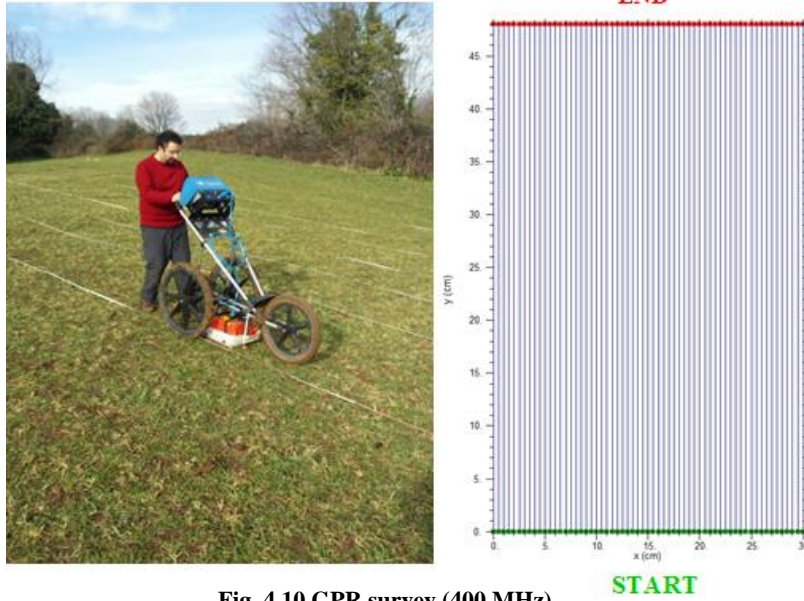 END
45.
40.
35.
30.
25.
20.
15.
10.
5.
0.
y (cm)
0. 5. 10. 15. 20. 25. 30
x (cm)
START
Fig. 4.10 GPR survey (400 MHz)